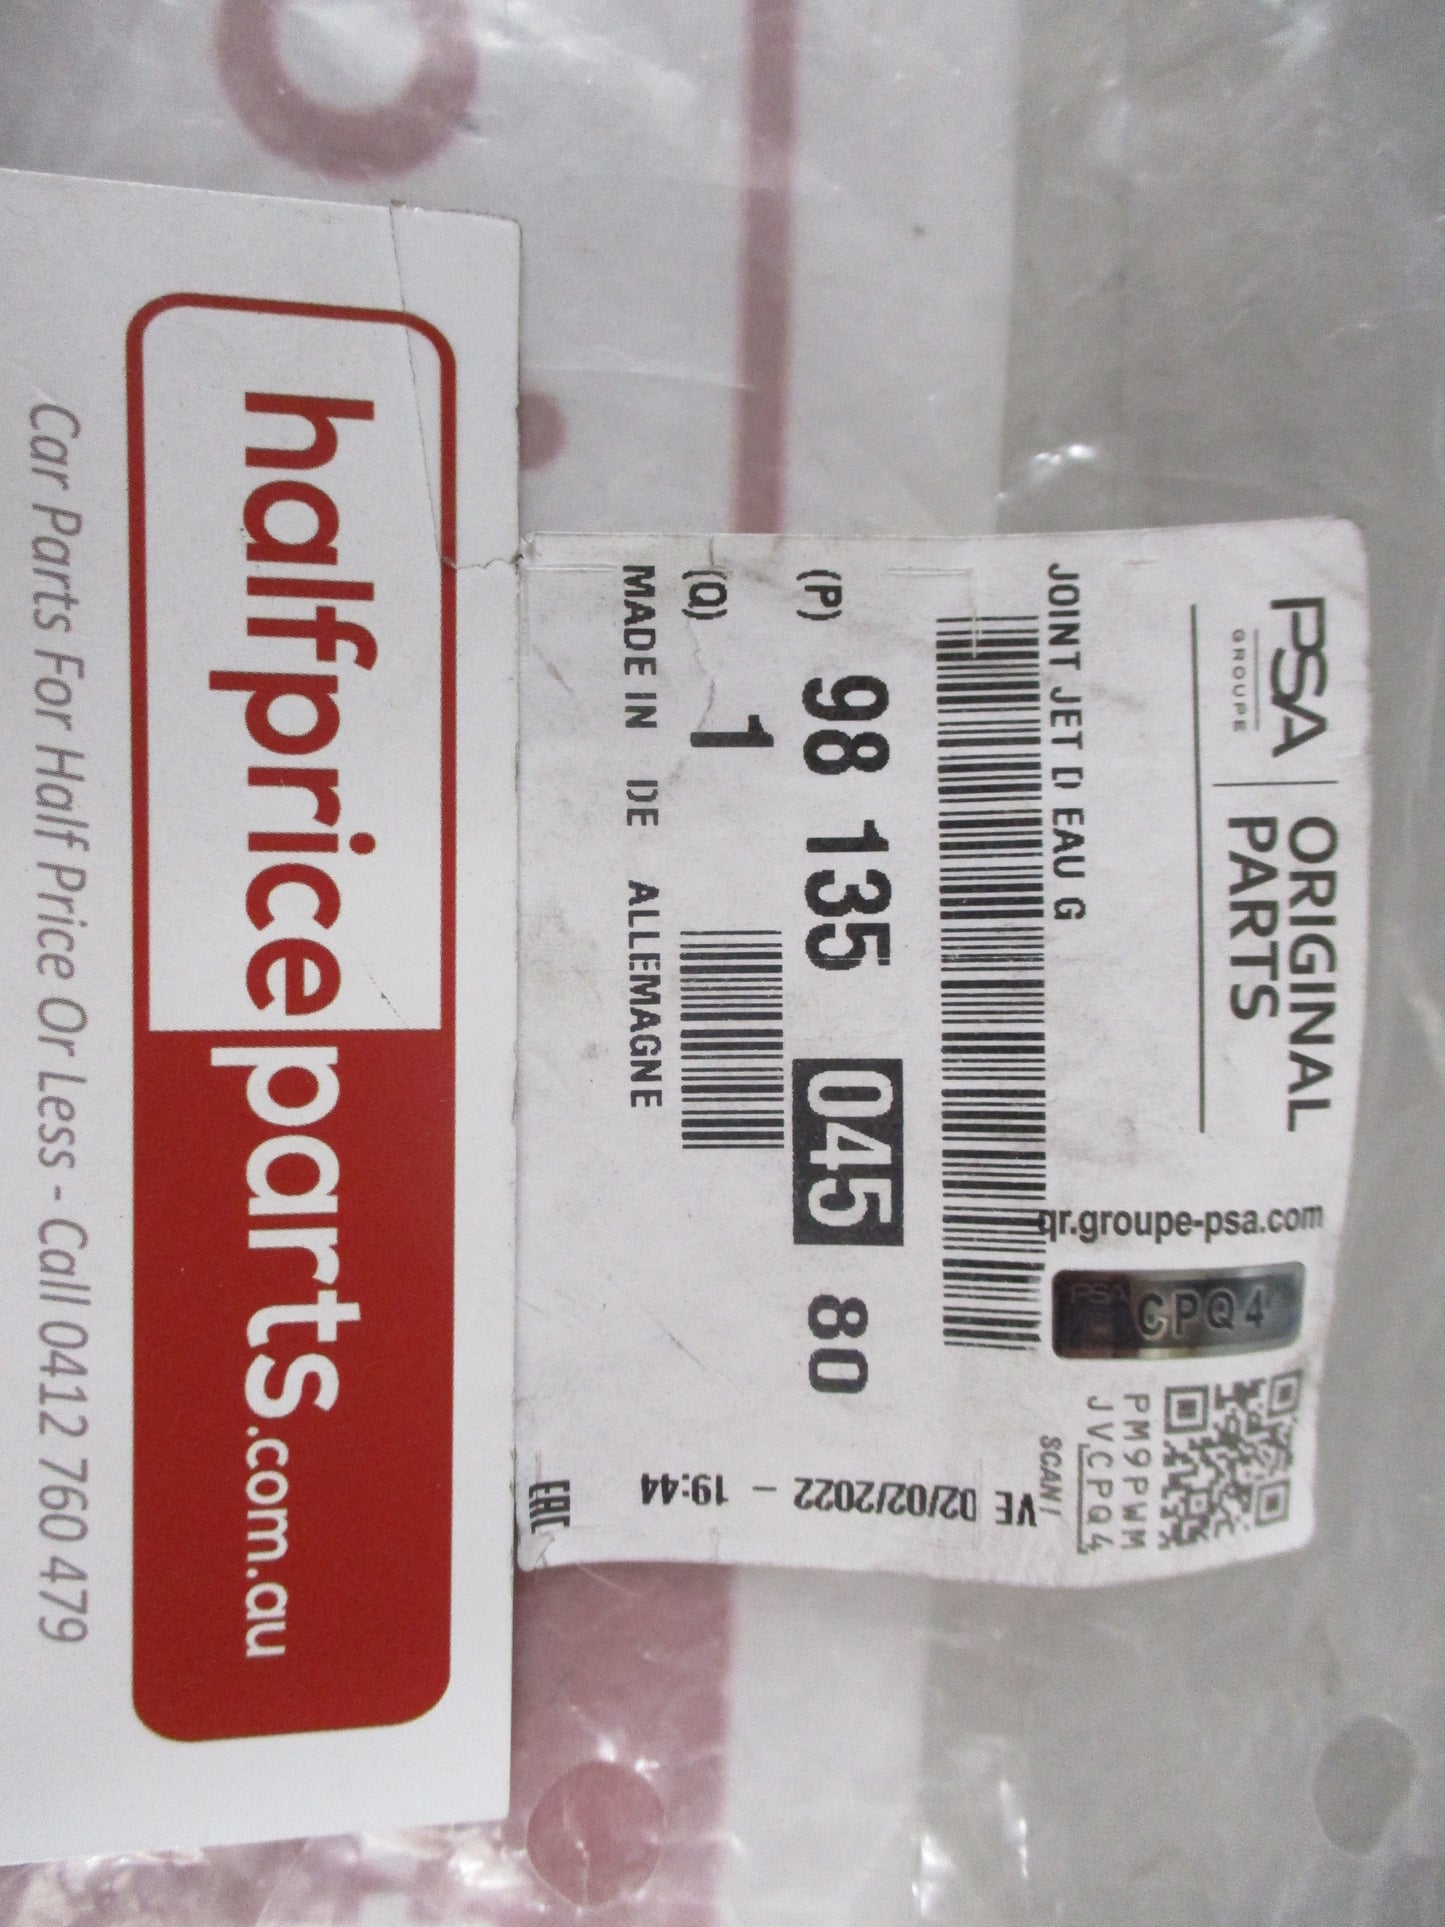 PSA
GROUPE
ORIGINAL
PARTS
qr.groupe-psa.com
PSA
CPQ4
PM9PWM
JVCPQ4
SCAN!
JOINT JET D EAU G
(P) 98 135 045 80
(Q) 1
MADE IN DE ALLEMAGNE
VE 02/02/2022 - 19:44
EAC
halfpriceparts.com.au
Car Parts For Half Price Or Less - Call 0412 760 479